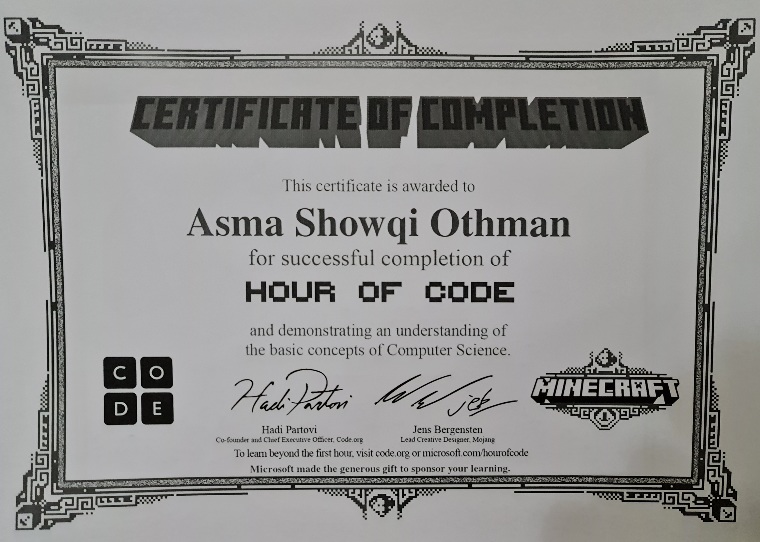 CERTIFICATE OF COMPLETION
This certificate is awarded to
Asma Showqi Othman
for successful completion of
HOUR OF CODE
and demonstrating an understanding of
the basic concepts of Computer Science.
C O
D E
MINECRAFT
Hadi Partovi
jeb
Hadi Partovi
Co-founder and Chief Executive Officer, Code.org
Jens Bergensten
Lead Creative Designer, Mojang
To learn beyond the first hour, visit code.org or microsoft.com/hourofcode
Microsoft made the generous gift to sponsor your learning.